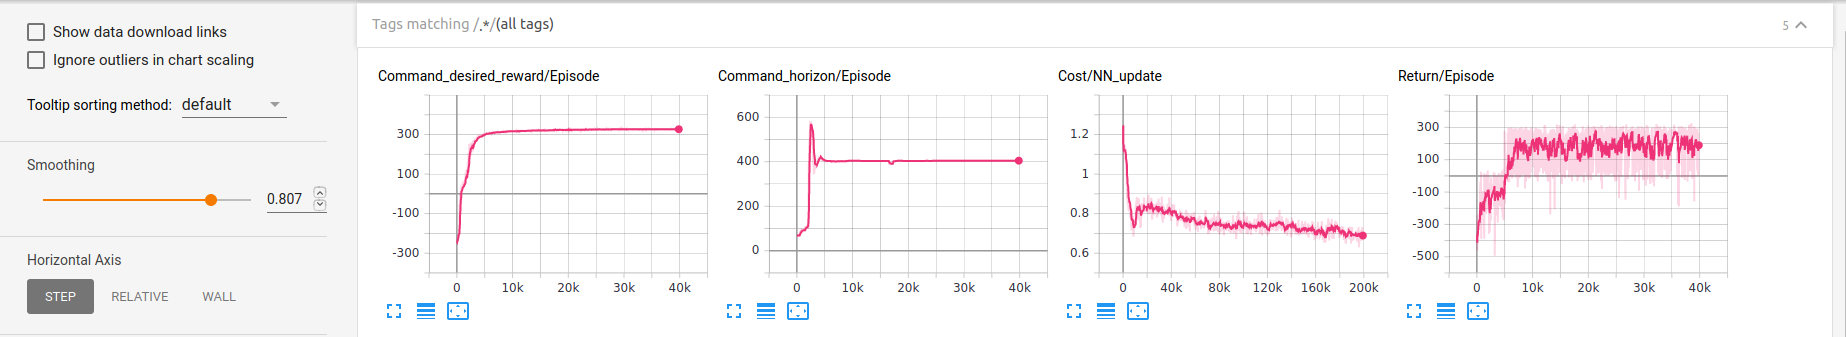 Show data download links
Ignore outliers in chart scaling
Tooltip sorting method: default
Smoothing
0.807
Horizontal Axis
STEP RELATIVE WALL
Tags matching /.*/(all tags)
5
Command_desired_reward/Episode
300
100
-100
-300
0 10k 20k 30k 40k
Command_horizon/Episode
600
400
200
0
0 10k 20k 30k 40k
Cost/NN_update
1.2
1
0.8
0.6
0 40k 80k 120k 160k 200k
Return/Episode
300
100
-100
-300
-500
0 10k 20k 30k 40k